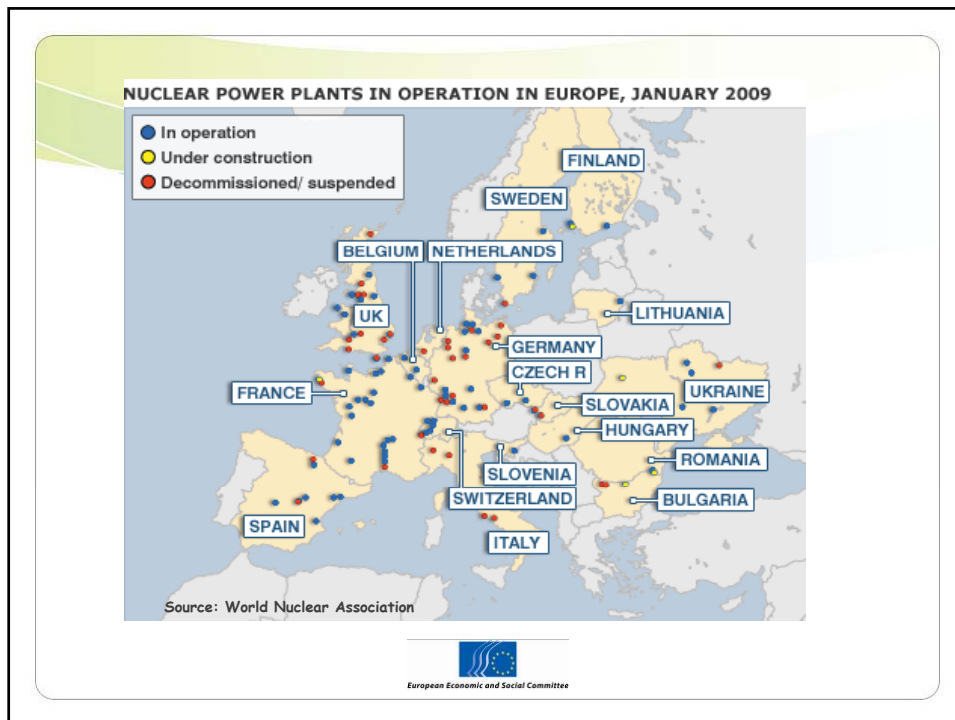 NUCLEAR POWER PLANTS IN OPERATION IN EUROPE, JANUARY 2009
In operation
Under construction
Decommissioned/ suspended
FINLAND
SWEDEN
BELGIUM
NETHERLANDS
UK
LITHUANIA
GERMANY
CZECH R
FRANCE
UKRAINE
SLOVAKIA
HUNGARY
ROMANIA
SLOVENIA
SWITZERLAND
BULGARIA
SPAIN
ITALY
Source: World Nuclear Association
European Economic and Social Committee